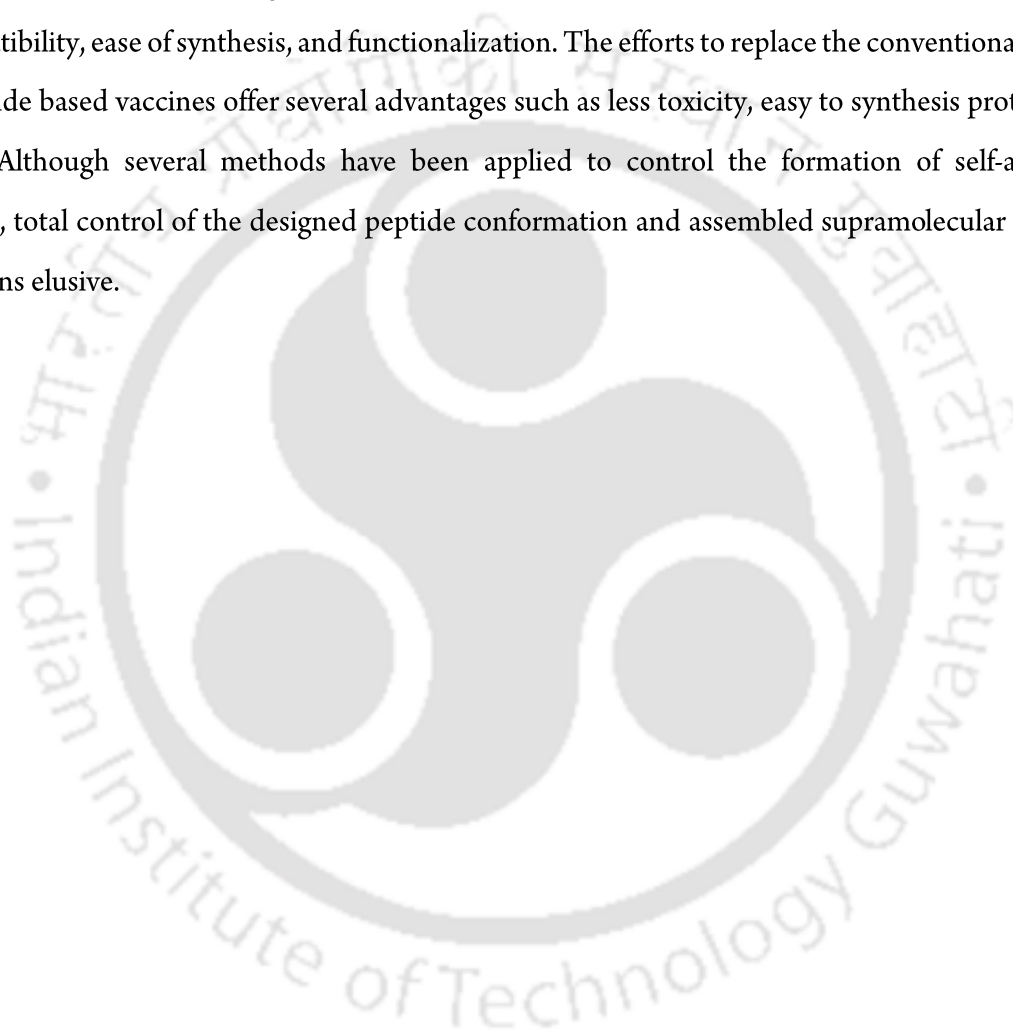 tibility, ease of synthesis, and functionalization. The efforts to replace the conventiona
de based vaccines offer several advantages such as less toxicity, easy to synthesis prot
Although several methods have been applied to control the formation of self-a
, total control of the designed peptide conformation and assembled supramolecular
ns elusive.
Indian Institute of Technology Guwahati